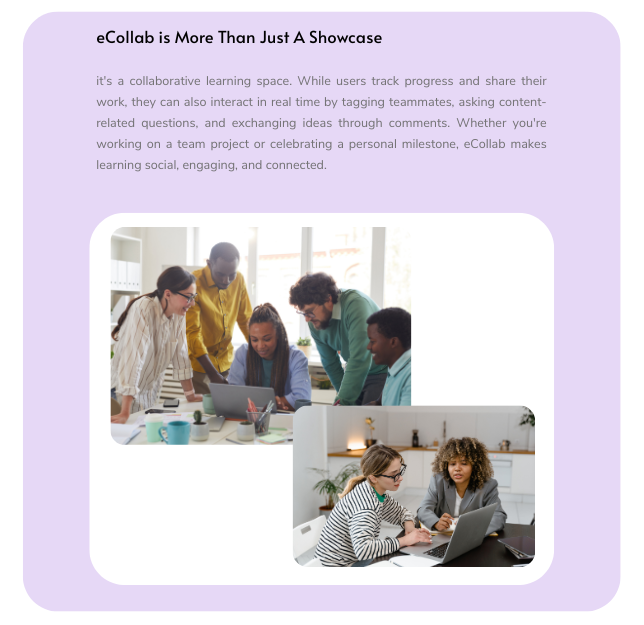 eCollab is More Than Just A Showcase
it's a collaborative learning space. While users track progress and share their
work, they can also interact in real time by tagging teammates, asking content-
related questions, and exchanging ideas through comments. Whether you're
working on a team project or celebrating a personal milestone, eCollab makes
learning social, engaging, and connected.